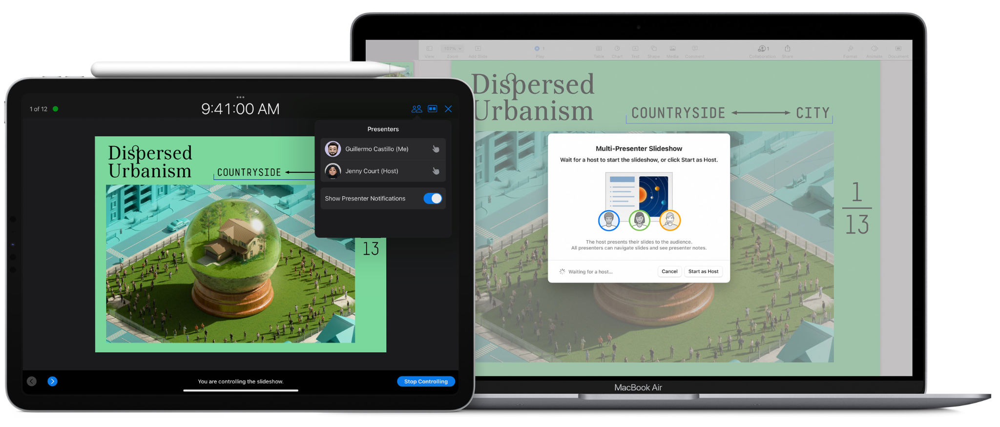 1 of 12
9:41:00 AM
Presenters
Guillermo Castillo (Me)
Jenny Court (Host)
Show Presenter Notifications
Dispersed
Urbanism
COUNTRYSIDE
13
You are controlling the slideshow.
Stop Controlling
107%
1
1
View
Zoom
Add Slide
Play
Table
Chart
Text
Shape
Media
Comment
Collaboration
Share
Format
Animate
Document
Dispersed
Urbanism
COUNTRYSIDE
CITY
1
13
Multi-Presenter Slideshow
Wait for a host to start the slideshow, or click Start as Host.
The host presents their slides to the audience.
All presenters can navigate slides and see presenter notes.
Waiting for a host...
Cancel
Start as Host
MacBook Air